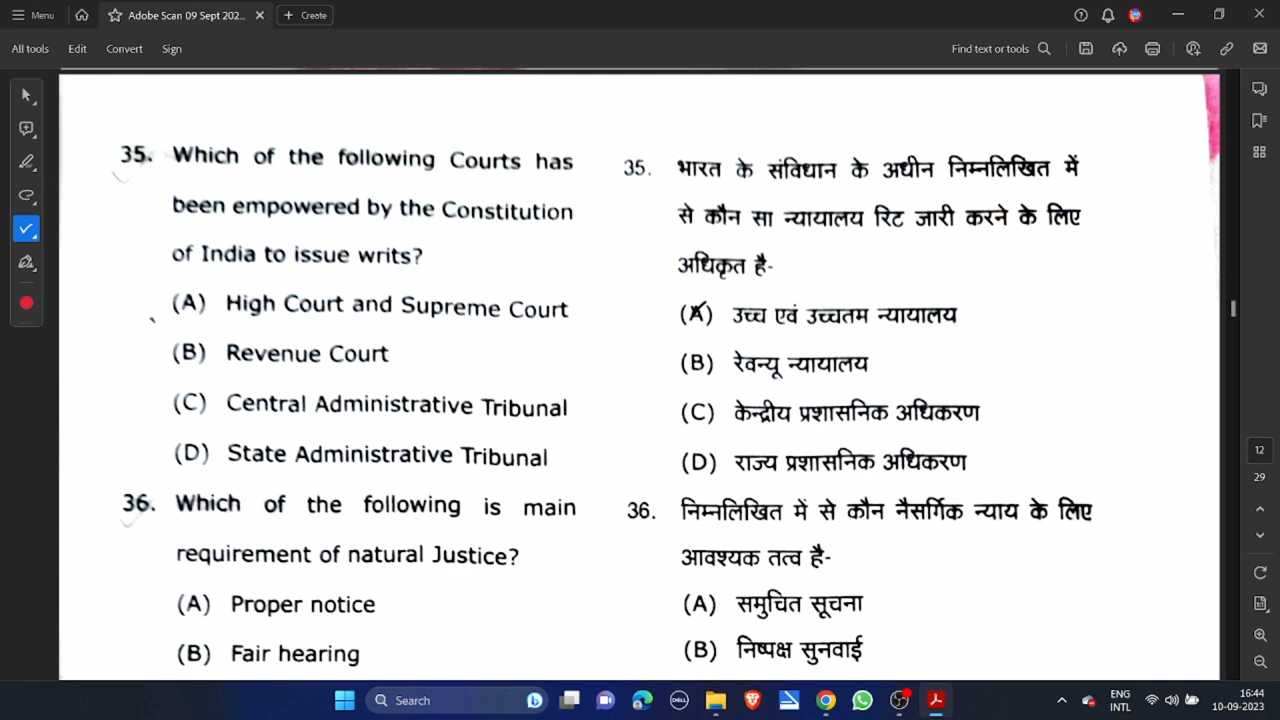 Menu
Adobe Scan 09 Sept 202...
Create
All tools Edit Convert Sign
Find text or tools
35. Which of the following Courts has
been empowered by the Constitution
of India to issue writs?
(A) High Court and Supreme Court
(B) Revenue Court
(C) Central Administrative Tribunal
(D) State Administrative Tribunal
36. Which of the following is main
requirement of natural Justice?
(A) Proper notice
(B) Fair hearing
35. भारत के संविधान के अधीन निम्नलिखित में
से कौन सा न्यायालय रिट जारी करने के लिए
अधिकृत है-
(A) उच्च एवं उच्चतम न्यायालय
(B) रेवन्यू न्यायालय
(C) केन्द्रीय प्रशासनिक अधिकरण
(D) राज्य प्रशासनिक अधिकरण
36. निम्नलिखित में से कौन नैसर्गिक न्याय के लिए
आवश्यक तत्व है-
(A) समुचित सूचना
(B) निष्पक्ष सुनवाई
12
29
Search
DELL
ENG
INTL
16:44
10-09-2023